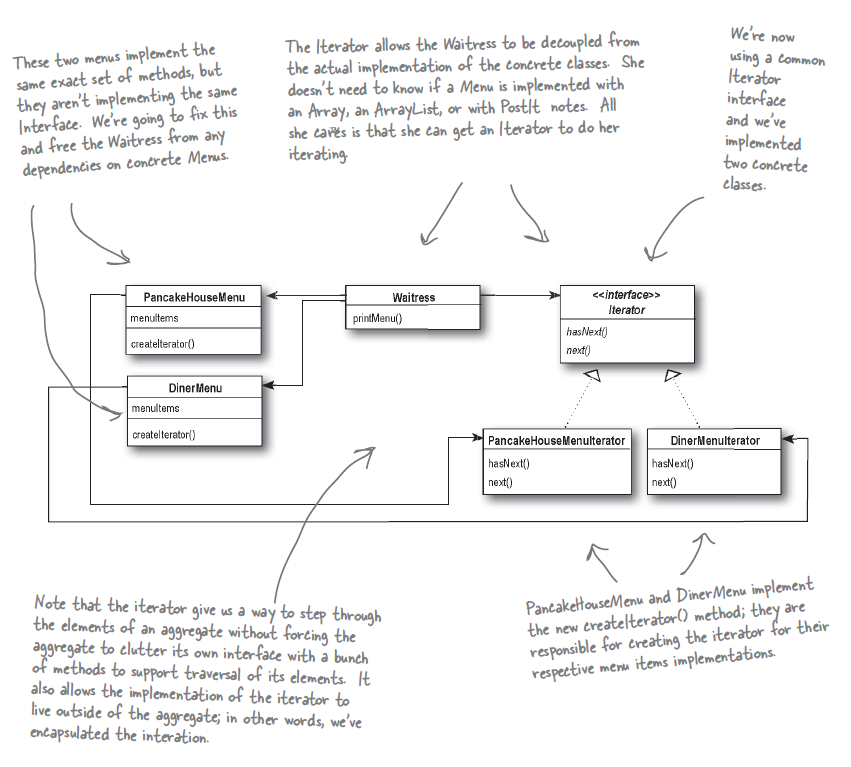 These two menus implement the
same exact set of methods, but
they aren't implementing the same
Interface. We're going to fix this
and free the Waitress from any
dependencies on concrete Menus.
The Iterator allows the Waitress to be decoupled from
the actual implementation of the concrete classes. She
doesn't need to know if a Menu is implemented with
an Array, an ArrayList, or with PostIt notes. All
she cares is that she can get an Iterator to do her
iterating.
We're now
using a common
Iterator
interface
and we've
implemented
two concrete
classes.
PancakeHouseMenu
menuItems
createIterator()
Waitress
printMenu()
<<interface>>
Iterator
hasNext()
next()
DinerMenu
menuItems
createIterator()
PancakeHouseMenuIterator
hasNext()
next()
DinerMenuIterator
hasNext()
next()
Note that the iterator give us a way to step through
the elements of an aggregate without forcing the
aggregate to clutter its own interface with a bunch
of methods to support traversal of its elements. It
also allows the implementation of the iterator to
live outside of the aggregate; in other words, we've
encapsulated the interation.
PancakeHouseMenu and DinerMenu implement
the new createIterator() method; they are
responsible for creating the iterator for their
respective menu items implementations.